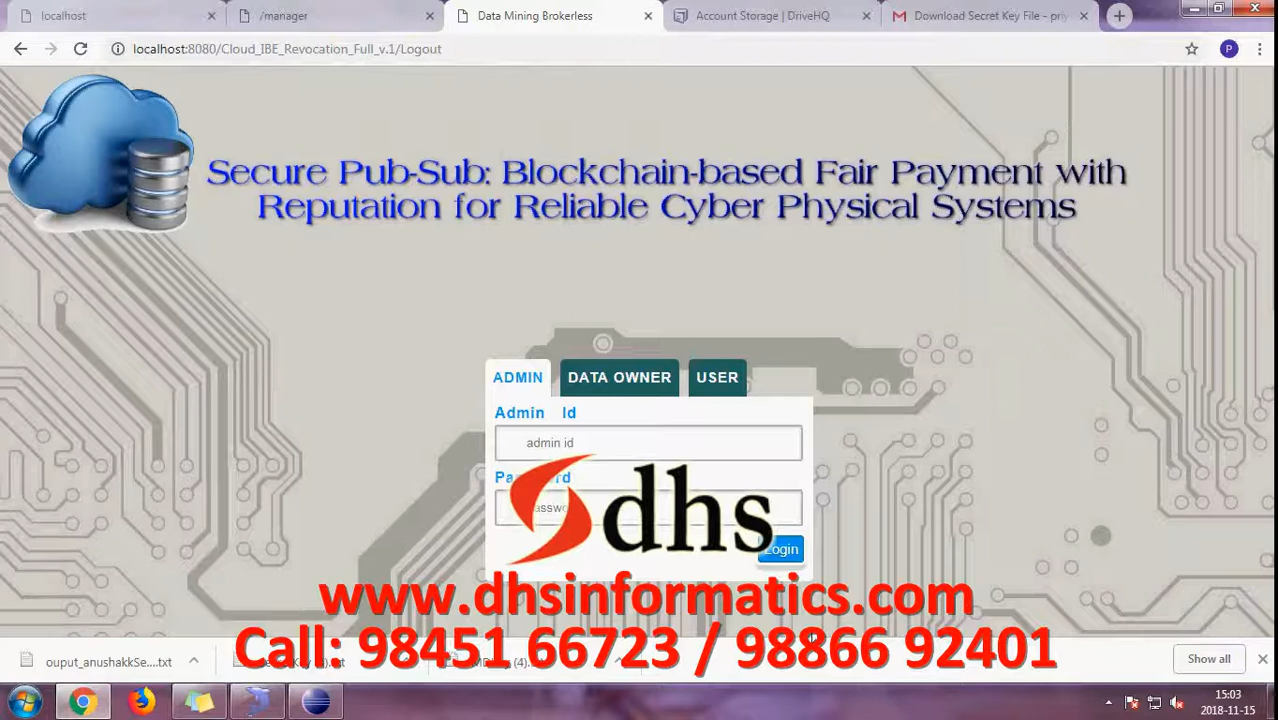 localhost
/manager
Data Mining Brokerless
Account Storage | DriveHQ
Download Secret Key File - pri
localhost:8080/Cloud_IBE_Revocation_Full_v.1/Logout
P
Secure Pub-Sub: Blockchain-based Fair Payment with
Reputation for Reliable Cyber Physical Systems
ADMIN DATA OWNER USER
Admin Id
admin id
dhs
Login
www.dhsinformatics.com
Call: 98451 66723 / 98866 92401
ouput_anushakkSe....txt
Show all
15:03
2018-11-15